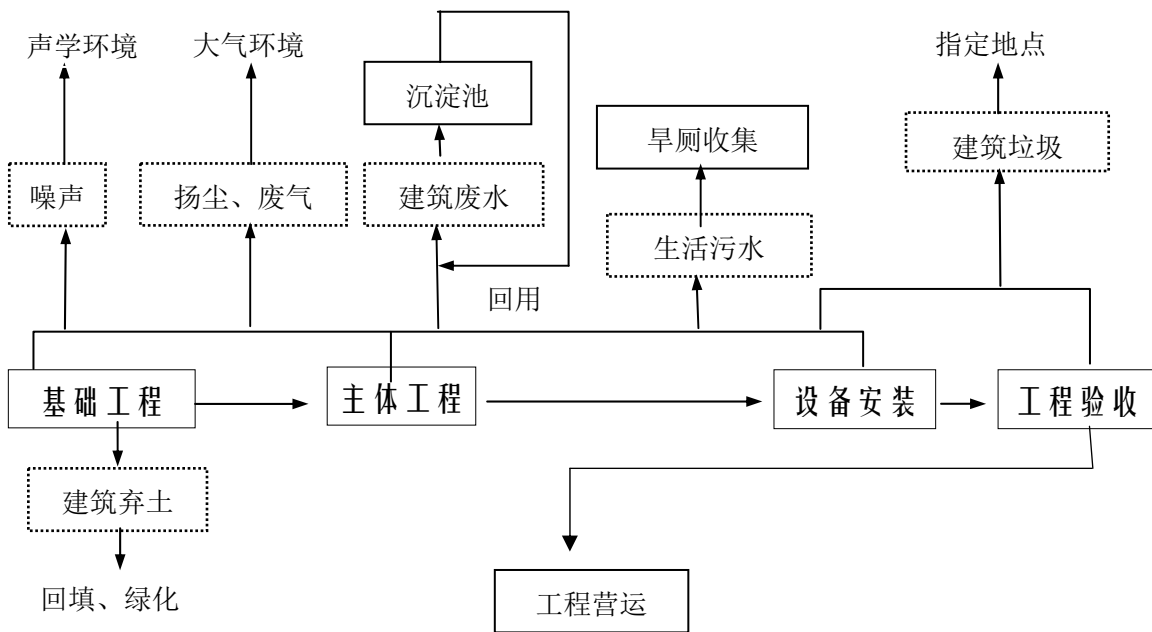 声学环境
大气环境
指定地点
沉淀池
旱厕收集
建筑垃圾
噪声
扬尘、废气
建筑废水
生活污水
回用
基础工程
主体工程
设备安装
工程验收
建筑弃土
回填、绿化
工程营运